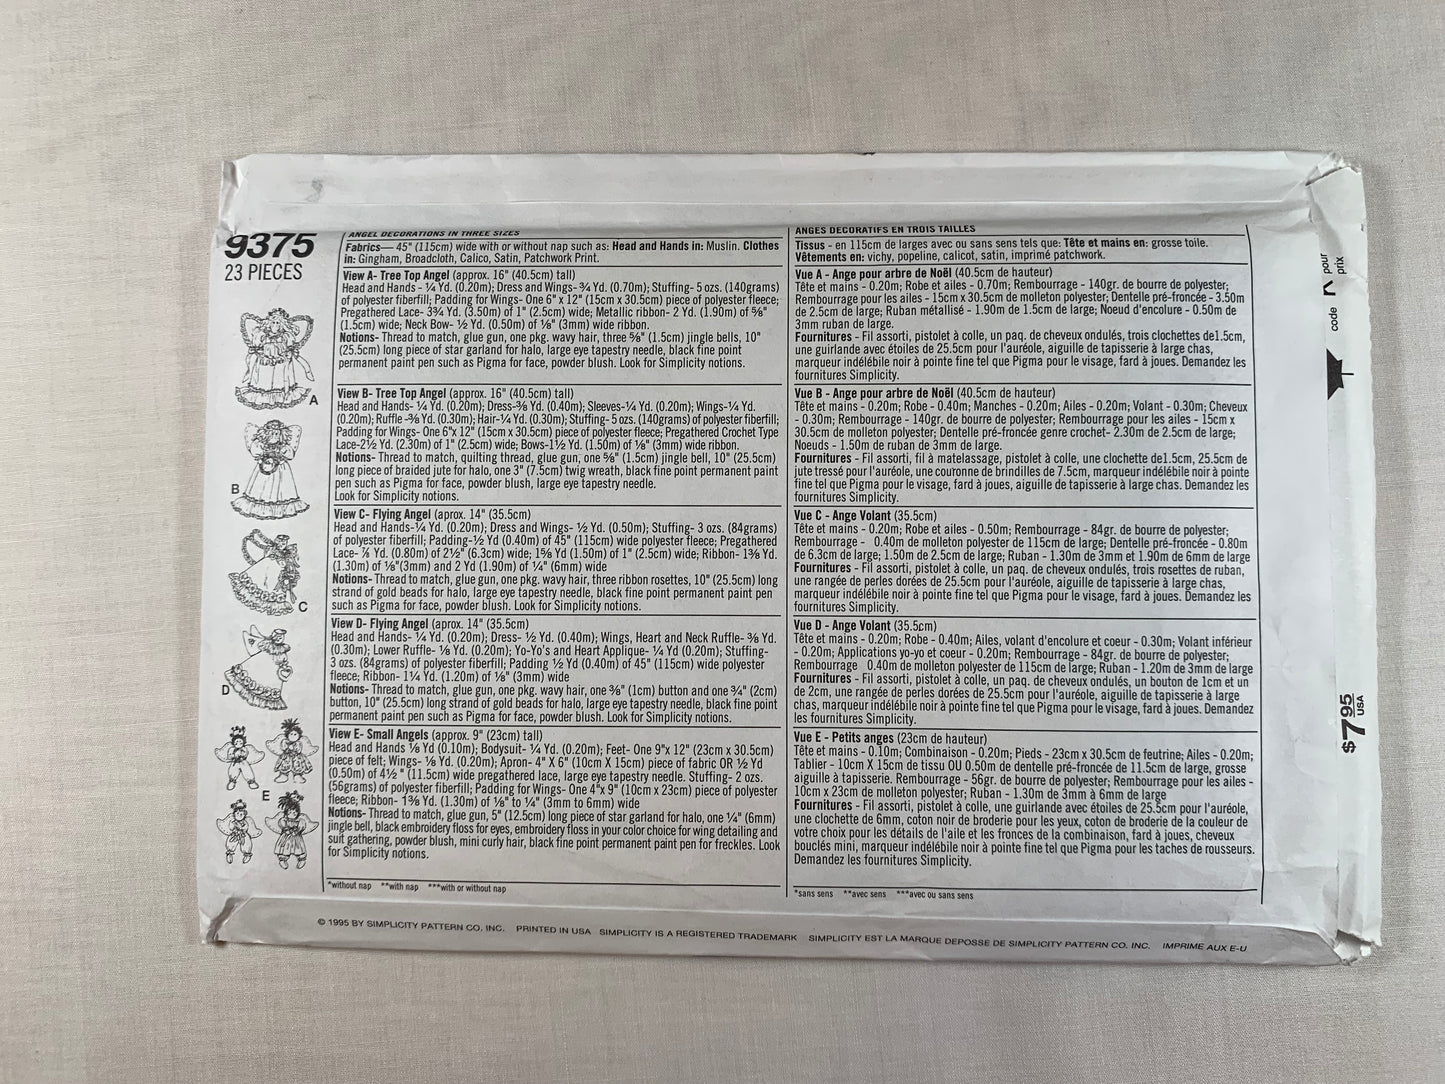 9375
23 PIECES
A
B
C
D
E
ANGEL DECORATIONS IN THREE SIZES
Fabrics— 45" (115cm) wide with or without nap such as: Head and Hands in: Muslin. Clothes
in: Gingham, Broadcloth, Calico, Satin, Patchwork Print.
View A- Tree Top Angel (approx. 16" (40.5cm) tall)
Head and Hands - ¼ Yd. (0.20m); Dress and Wings- ¾ Yd. (0.70m); Stuffing- 5 ozs. (140grams)
of polyester fiberfill; Padding for Wings- One 6" x 12" (15cm x 30.5cm) piece of polyester fleece;
Pregathered Lace- 3¾ Yd. (3.50m) of 1" (2.5cm) wide; Metallic ribbon- 2 Yd. (1.90m) of ⅝"
(1.5cm) wide; Neck Bow- ½ Yd. (0.50m) of ⅛" (3mm) wide ribbon.
Notions- Thread to match, glue gun, one pkg. wavy hair, three ⅝" (1.5cm) jingle bells, 10"
(25.5cm) long piece of star garland for halo, large eye tapestry needle, black fine point
permanent paint pen such as Pigma for face, powder blush. Look for Simplicity notions.
View B- Tree Top Angel (approx. 16" (40.5cm) tall)
Head and Hands- ¼ Yd. (0.20m); Dress-⅜ Yd. (0.40m); Sleeves-¼ Yd. (0.20m); Wings-¼ Yd.
(0.20m); Ruffle -⅜ Yd. (0.30m); Hair-¼ Yd. (0.30m); Stuffing- 5 ozs. (140grams) of polyester fiberfill;
Padding for Wings- One 6"x 12" (15cm x 30.5cm) piece of polyester fleece; Pregathered Crochet Type
Lace-2½ Yd. (2.30m) of 1" (2.5cm) wide; Bows-1½ Yd. (1.50m) of ⅛" (3mm) wide ribbon.
Notions- Thread to match, quilting thread, glue gun, one ⅝" (1.5cm) jingle bell, 10" (25.5cm)
long piece of braided jute for halo, one 3" (7.5cm) twig wreath, black fine point permanent paint
pen such as Pigma for face, powder blush, large eye tapestry needle.
Look for Simplicity notions.
View C- Flying Angel (aprox. 14" (35.5cm)
Head and Hands-¼ Yd. (0.20m); Dress and Wings- ½ Yd. (0.50m); Stuffing- 3 ozs. (84grams)
of polyester fiberfill; Padding-½ Yd (0.40m) of 45" (115cm) wide polyester fleece; Pregathered
Lace- ⅞ Yd. (0.80m) of 2½" (6.3cm) wide; 1⅝ Yd (1.50m) of 1" (2.5cm) wide; Ribbon- 1⅜ Yd.
(1.30m) of ⅛"(3mm) and 2 Yd (1.90m) of ¼" (6mm) wide
Notions- Thread to match, glue gun, one pkg. wavy hair, three ribbon rosettes, 10" (25.5cm) long
strand of gold beads for halo, large eye tapestry needle, black fine point permanent paint pen
such as Pigma for face, powder blush. Look for Simplicity notions.
View D- Flying Angel (aprox. 14" (35.5cm)
Head and Hands- ¼ Yd. (0.20m); Dress- ½ Yd. (0.40m); Wings, Heart and Neck Ruffle- ⅜ Yd.
(0.30m); Lower Ruffle- ⅛ Yd. (0.20m); Yo-Yo's and Heart Applique- ¼ Yd (0.20m); Stuffing-
3 ozs. (84grams) of polyester fiberfill; Padding ½ Yd (0.40m) of 45" (115cm) wide polyester
fleece; Ribbon- 1¼ Yd. (1.20m) of ⅛" (3mm) wide
Notions- Thread to match, glue gun, one pkg. wavy hair, one ⅜" (1cm) button and one ¾" (2cm)
button, 10" (25.5cm) long strand of gold beads for halo, large eye tapestry needle, black fine point
permanent paint pen such as Pigma for face, powder blush. Look for Simplicity notions.
View E- Small Angels (approx. 9" (23cm) tall)
Head and Hands ⅛ Yd (0.10m); Bodysuit- ¼ Yd. (0.20m); Feet- One 9"x 12" (23cm x 30.5cm)
piece of felt; Wings- ⅛ Yd. (0.20m); Apron- 4" X 6" (10cm X 15cm) piece of fabric OR ½ Yd
(0.50m) of 4½ " (11.5cm) wide pregathered lace, large eye tapestry needle. Stuffing- 2 ozs.
(56grams) of polyester fiberfill; Padding for Wings- One 4"x 9" (10cm x 23cm) piece of polyester
fleece; Ribbon- 1⅜ Yd. (1.30m) of ⅛" to ¼" (3mm to 6mm) wide
Notions- Thread to match, glue gun, 5" (12.5cm) long piece of star garland for halo, one ¼" (6mm)
jingle bell, black embroidery floss for eyes, embroidery floss in your color choice for wing detailing and
suit gathering, powder blush, mini curly hair, black fine point permanent paint pen for freckles. Look
for Simplicity notions.
*without nap **with nap ***with or without nap
ANGES DECORATIFS EN TROIS TAILLES
Tissus - en 115cm de larges avec ou sans sens tels que: Tête et mains en: grosse toile.
Vêtements en: vichy, popeline, calicot, satin, imprimé patchwork.
Vue A - Ange pour arbre de Noël (40.5cm de hauteur)
Tête et mains - 0.20m; Robe et ailes - 0.70m; Rembourrage - 140gr. de bourre de polyester;
Rembourrage pour les ailes - 15cm x 30.5cm de molleton polyester; Dentelle pré-froncée - 3.50m
de 2.5cm de large; Ruban métallisé - 1.90m de 1.5cm de large; Noeud d'encolure - 0.50m de
3mm ruban de large.
Fournitures - Fil assorti, pistolet à colle, un paq. de cheveux ondulés, trois clochettes de1.5cm,
une guirlande avec étoiles de 25.5cm pour l'auréole, aiguille de tapisserie à large chas,
marqueur indélébile noir à pointe fine tel que Pigma pour le visage, fard à joues. Demandez les
fournitures Simplicity.
Vue B - Ange pour arbre de Noël (40.5cm de hauteur)
Tête et mains - 0.20m; Robe - 0.40m; Manches - 0.20m; Ailes - 0.20m; Volant - 0.30m; Cheveux
- 0.30m; Rembourrage - 140gr. de bourre de polyester; Rembourrage pour les ailes - 15cm x
30.5cm de molleton polyester; Dentelle pré-froncée genre crochet- 2.30m de 2.5cm de large;
Noeuds - 1.50m de ruban de 3mm de large.
Fournitures - Fil assorti, fil à matelassage, pistolet à colle, une clochette de1.5cm, 25.5cm de
jute tressé pour l'auréole, une couronne de brindilles de 7.5cm, marqueur indélébile noir à pointe
fine tel que Pigma pour le visage, fard à joues, aiguille de tapisserie à large chas. Demandez les
fournitures Simplicity.
Vue C - Ange Volant (35.5cm)
Tête et mains - 0.20m; Robe et ailes - 0.50m; Rembourrage - 84gr. de bourre de polyester;
Rembourrage - 0.40m de molleton polyester de 115cm de large; Dentelle pré-froncée - 0.80m
de 6.3cm de large; 1.50m de 2.5cm de large; Ruban - 1.30m de 3mm et 1.90m de 6mm de large
Fournitures - Fil assorti, pistolet à colle, un paq. de cheveux ondulés, trois rosettes de ruban,
une rangée de perles dorées de 25.5cm pour l'auréole, aiguille de tapisserie à large chas,
marqueur indélébile noir à pointe fine tel que Pigma pour le visage, fard à joues. Demandez les
fournitures Simplicity.
Vue D - Ange Volant (35.5cm)
Tête et mains - 0.20m; Robe - 0.40m; Ailes, volant d'encolure et coeur - 0.30m; Volant inférieur
- 0.20m; Applications yo-yo et coeur - 0.20m; Rembourrage - 84gr. de bourre de polyester;
Rembourrage 0.40m de molleton polyester de 115cm de large; Ruban - 1.20m de 3mm de large
Fournitures - Fil assorti, pistolet à colle, un paq. de cheveux ondulés, un bouton de 1cm et un
de 2cm, une rangée de perles dorées de 25.5cm pour l'auréole, aiguille de tapisserie à large
chas, marqueur indélébile noir à pointe fine tel que Pigma pour le visage, fard à joues. Demandez
les fournitures Simplicity.
Vue E - Petits anges (23cm de hauteur)
Tête et mains - 0.10m; Combinaison - 0.20m; Pieds - 23cm x 30.5cm de feutrine; Ailes - 0.20m;
Tablier - 10cm X 15cm de tissu OU 0.50m de dentelle pré-froncée de 11.5cm de large, grosse
aiguille à tapisserie. Rembourrage - 56gr. de bourre de polyester; Rembourrage pour les ailes -
10cm x 23cm de molleton polyester; Ruban - 1.30m de 3mm à 6mm de large
Fournitures - Fil assorti, pistolet à colle, une guirlande avec étoiles de 25.5cm pour l'auréole,
une clochette de 6mm, coton noir de broderie pour les yeux, coton de broderie de la couleur de
votre choix pour les détails de l'aile et les fronces de la combinaison, fard à joues, cheveux
bouclés mini, marqueur indélébile noir à pointe fine tel que Pigma pour les taches de rousseurs.
Demandez les fournitures Simplicity.
*sans sens **avec sens ***avec ou sans sens
code
pour
prix
$7.95
USA
© 1995 BY SIMPLICITY PATTERN CO. INC. PRINTED IN USA SIMPLICITY IS A REGISTERED TRADEMARK SIMPLICITY EST LA MARQUE DEPOSSE DE SIMPLICITY PATTERN CO. INC. IMPRIME AUX E-U